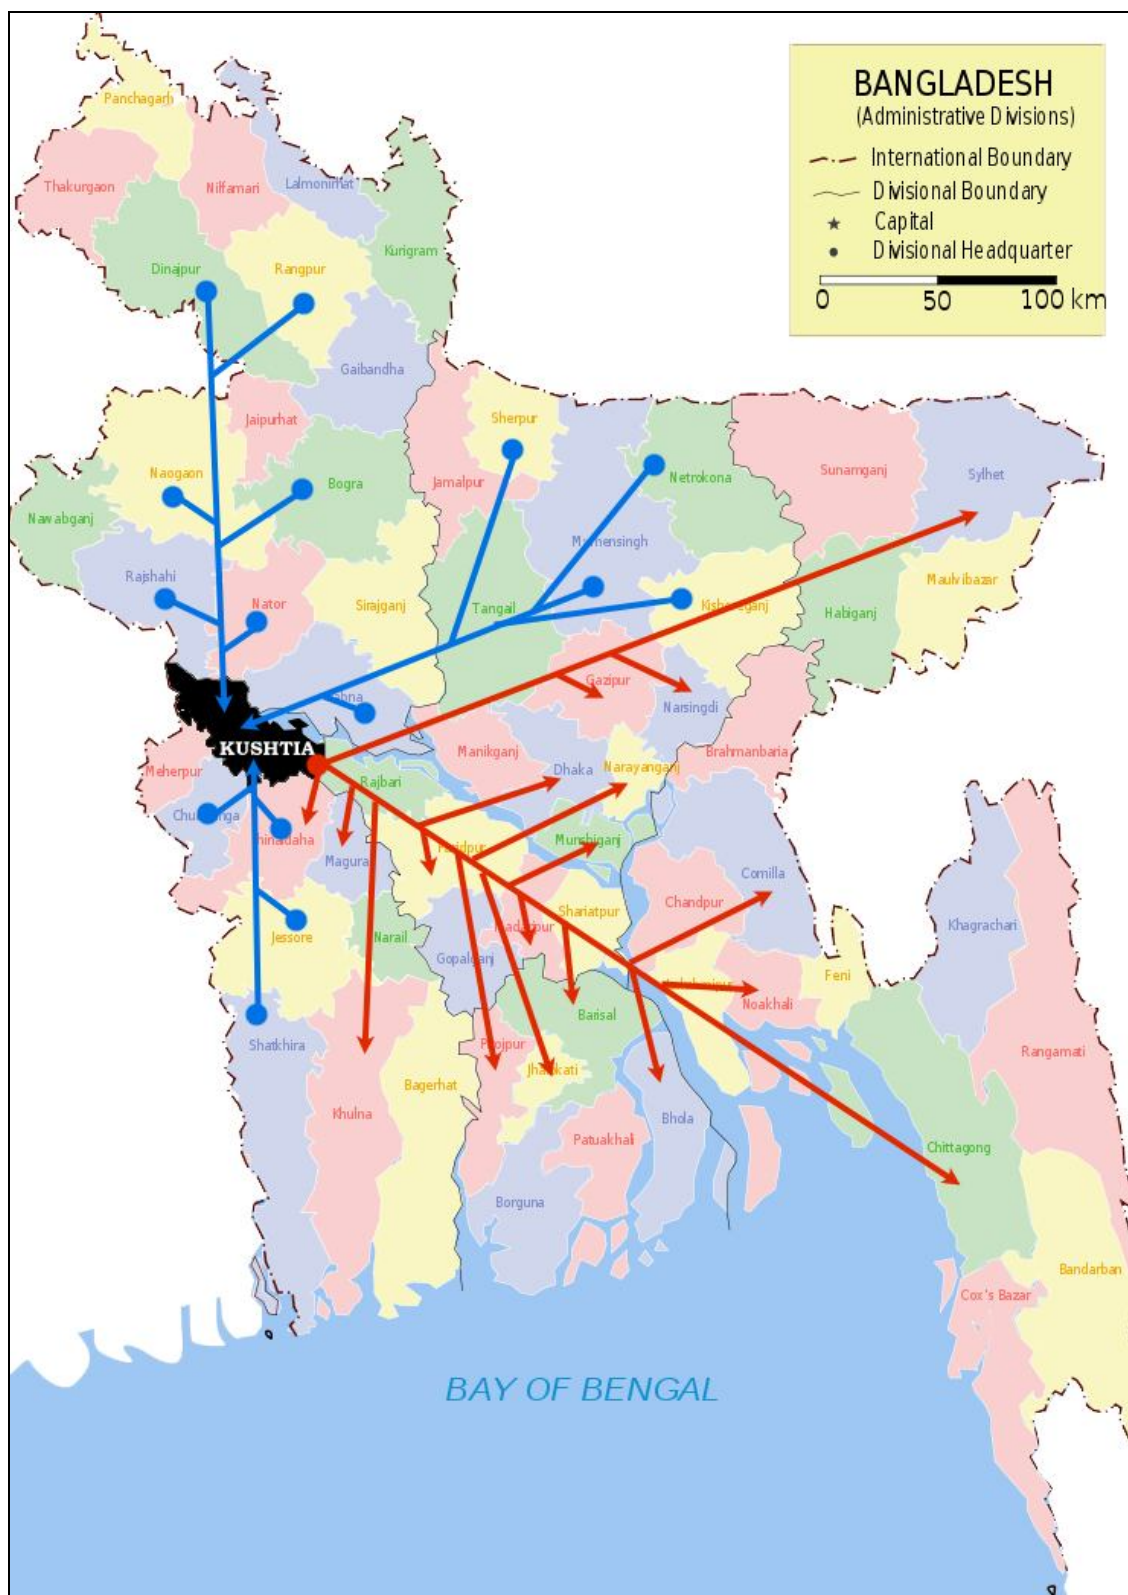 BANGLADESH
(Administrative Divisions)
International Boundary
Divisional Boundary
Capital
Divisional Headquarter
0 50 100 km
Panchagarh
Thakurgaon
Nilfamari
Lalmonirhat
Dinajpur
Rangpur
Kurigram
Gaibandha
Jaipurhat
Sherpur
Naogaon
Bogra
Jamalpur
Netrokona
Sunamganj
Sylhet
Nawabganj
Rajshahi
Nator
Sirajganj
Tangail
Habiganj
Maulvibazar
Gazipur
Narsingdi
KUSHTIA
Manikganj
Brahmanbaria
Meherpur
Rajbari
Dhaka
Narayanganj
Magura
Munshiganj
Comilla
Chandpur
Shariatpur
Jessore
Narail
Gopalganj
Khagrachari
Feni
Noakhali
Barisal
Shatkhira
Rangamati
Bagerhat
Khulna
Bhola
Patuakhali
Chittagong
Borguna
Bandarban
Cox's Bazar
BAY OF BENGAL